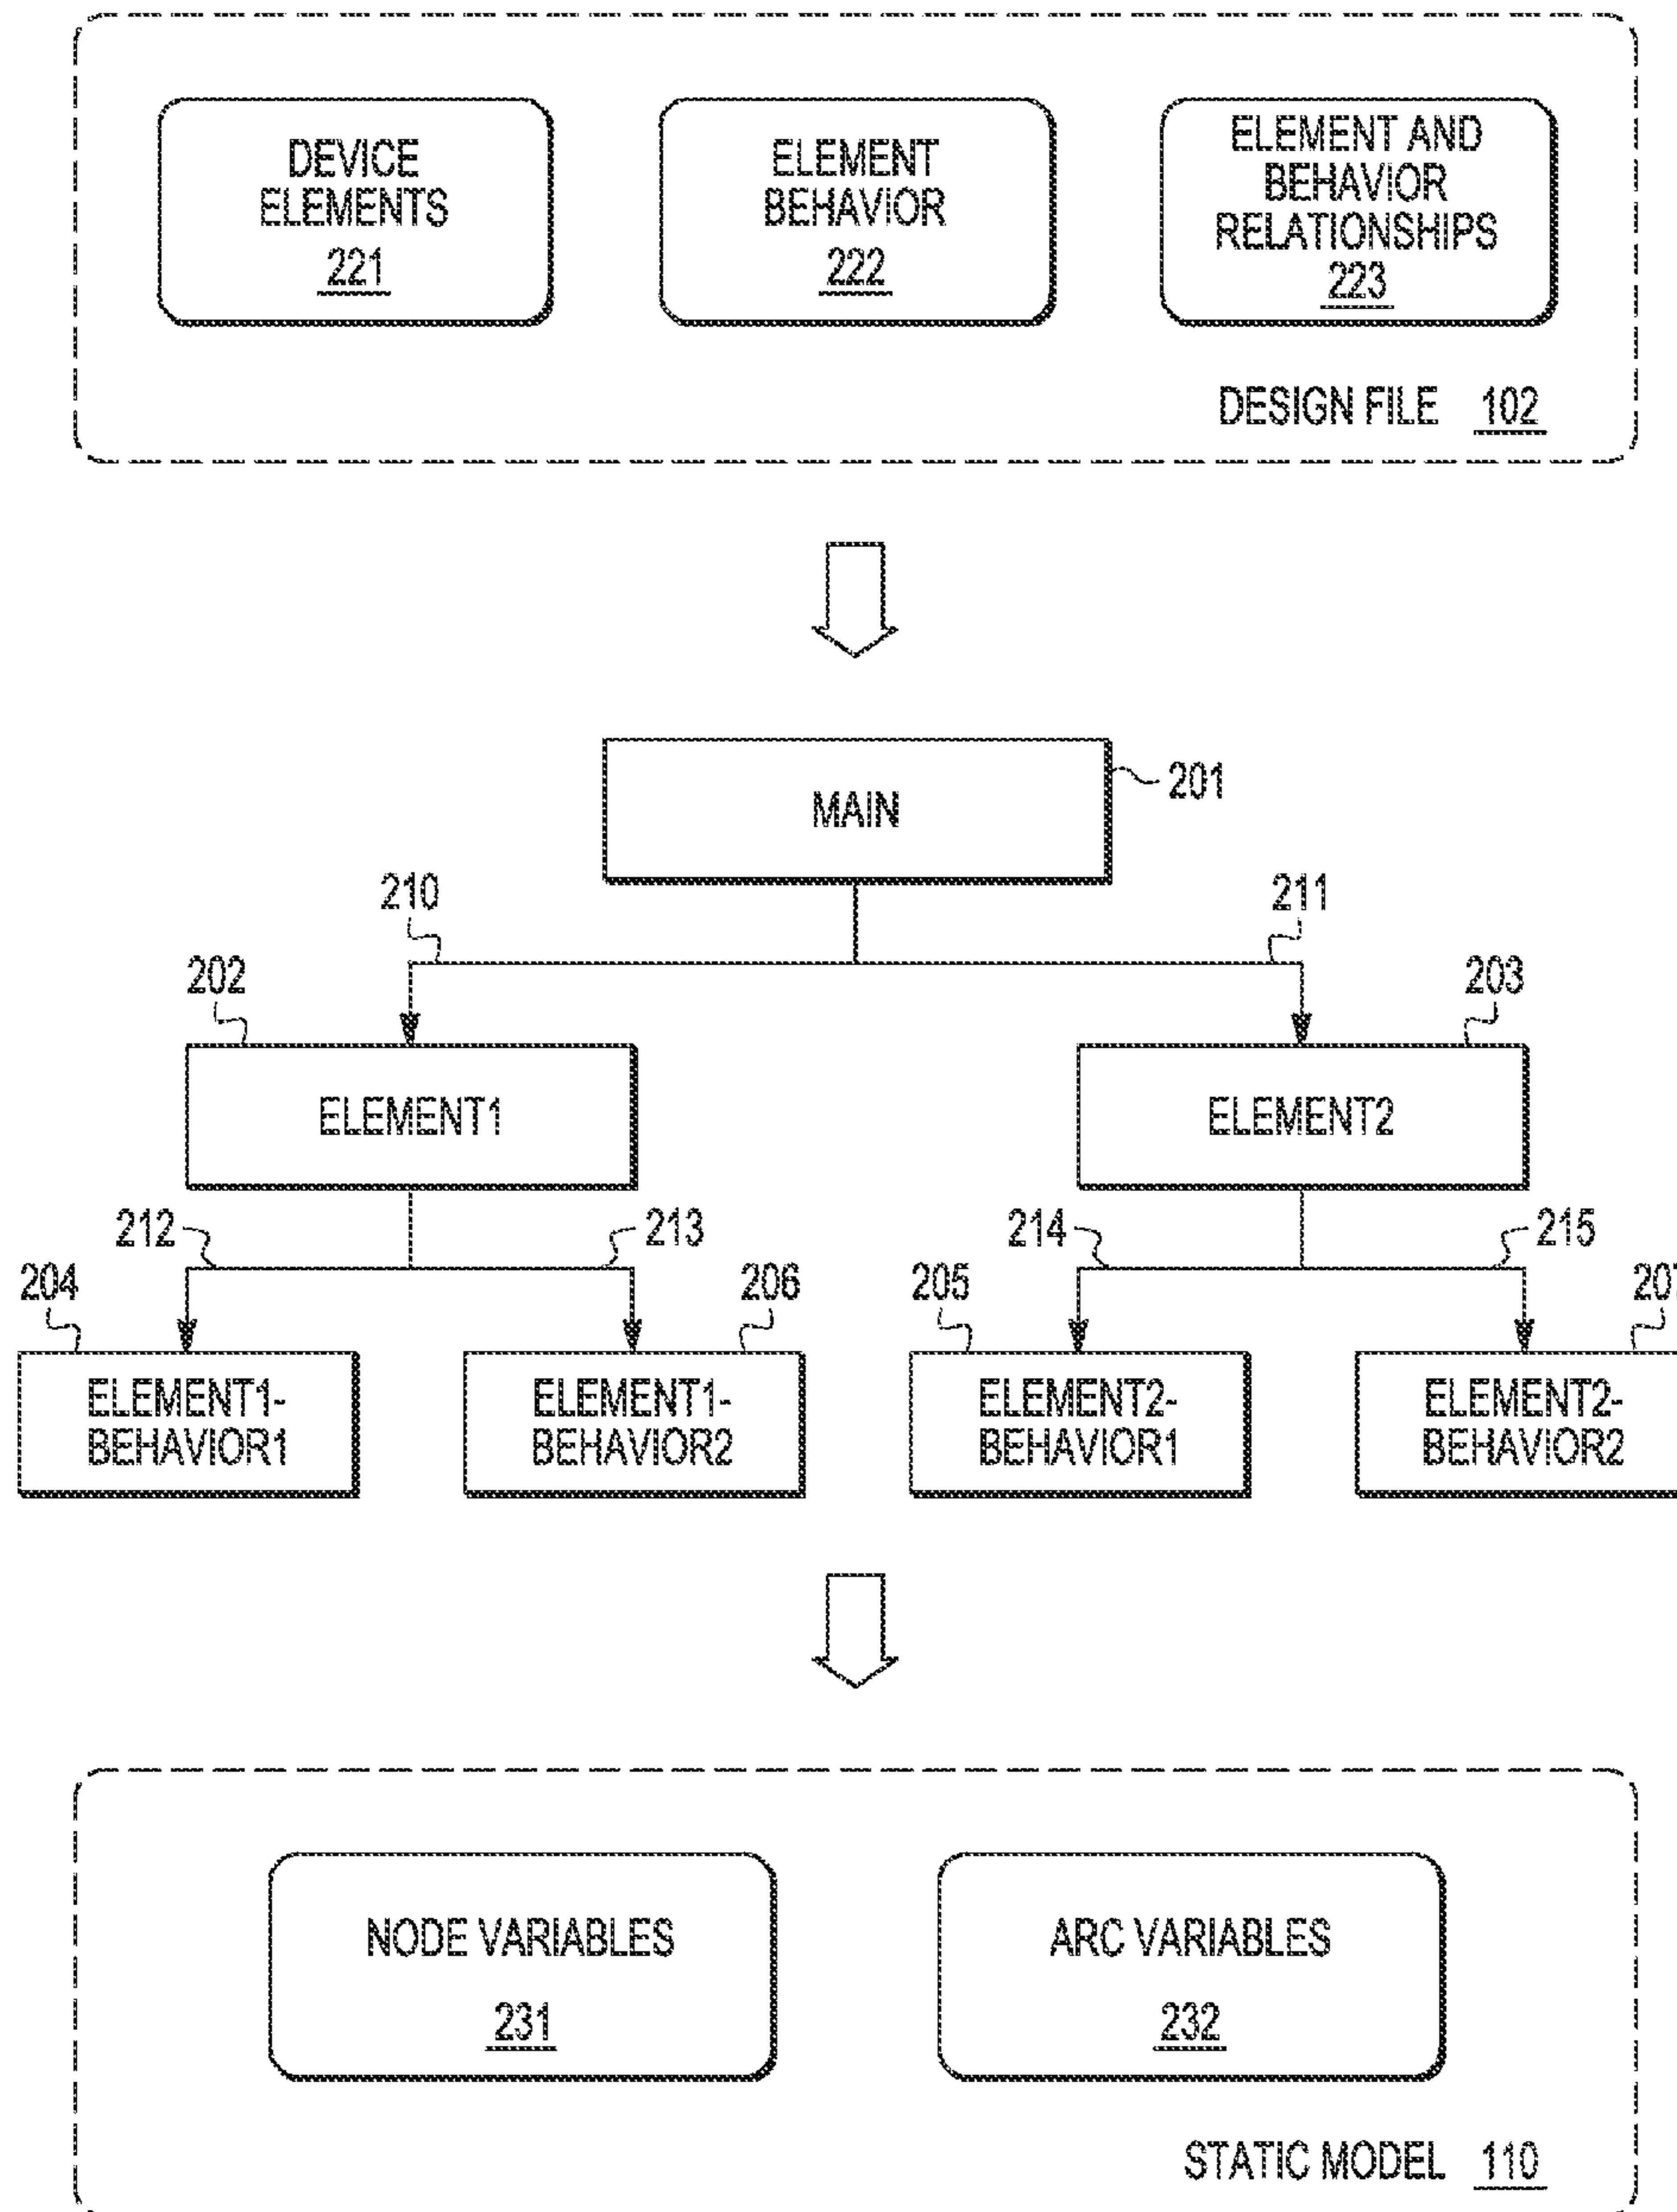 DEVICE
ELEMENTS
221
ELEMENT
BEHAVIOR
222
ELEMENT AND
BEHAVIOR
RELATIONSHIPS
223
DESIGN FILE 102
MAIN
201
210
211
202
203
ELEMENT1
ELEMENT2
212
213
214
215
204
206
205
ELEMENT1-
BEHAVIOR1
ELEMENT1-
BEHAVIOR2
ELEMENT2-
BEHAVIOR1
ELEMENT2-
BEHAVIOR2
NODE VARIABLES
231
ARC VARIABLES
232
STATIC MODEL 110